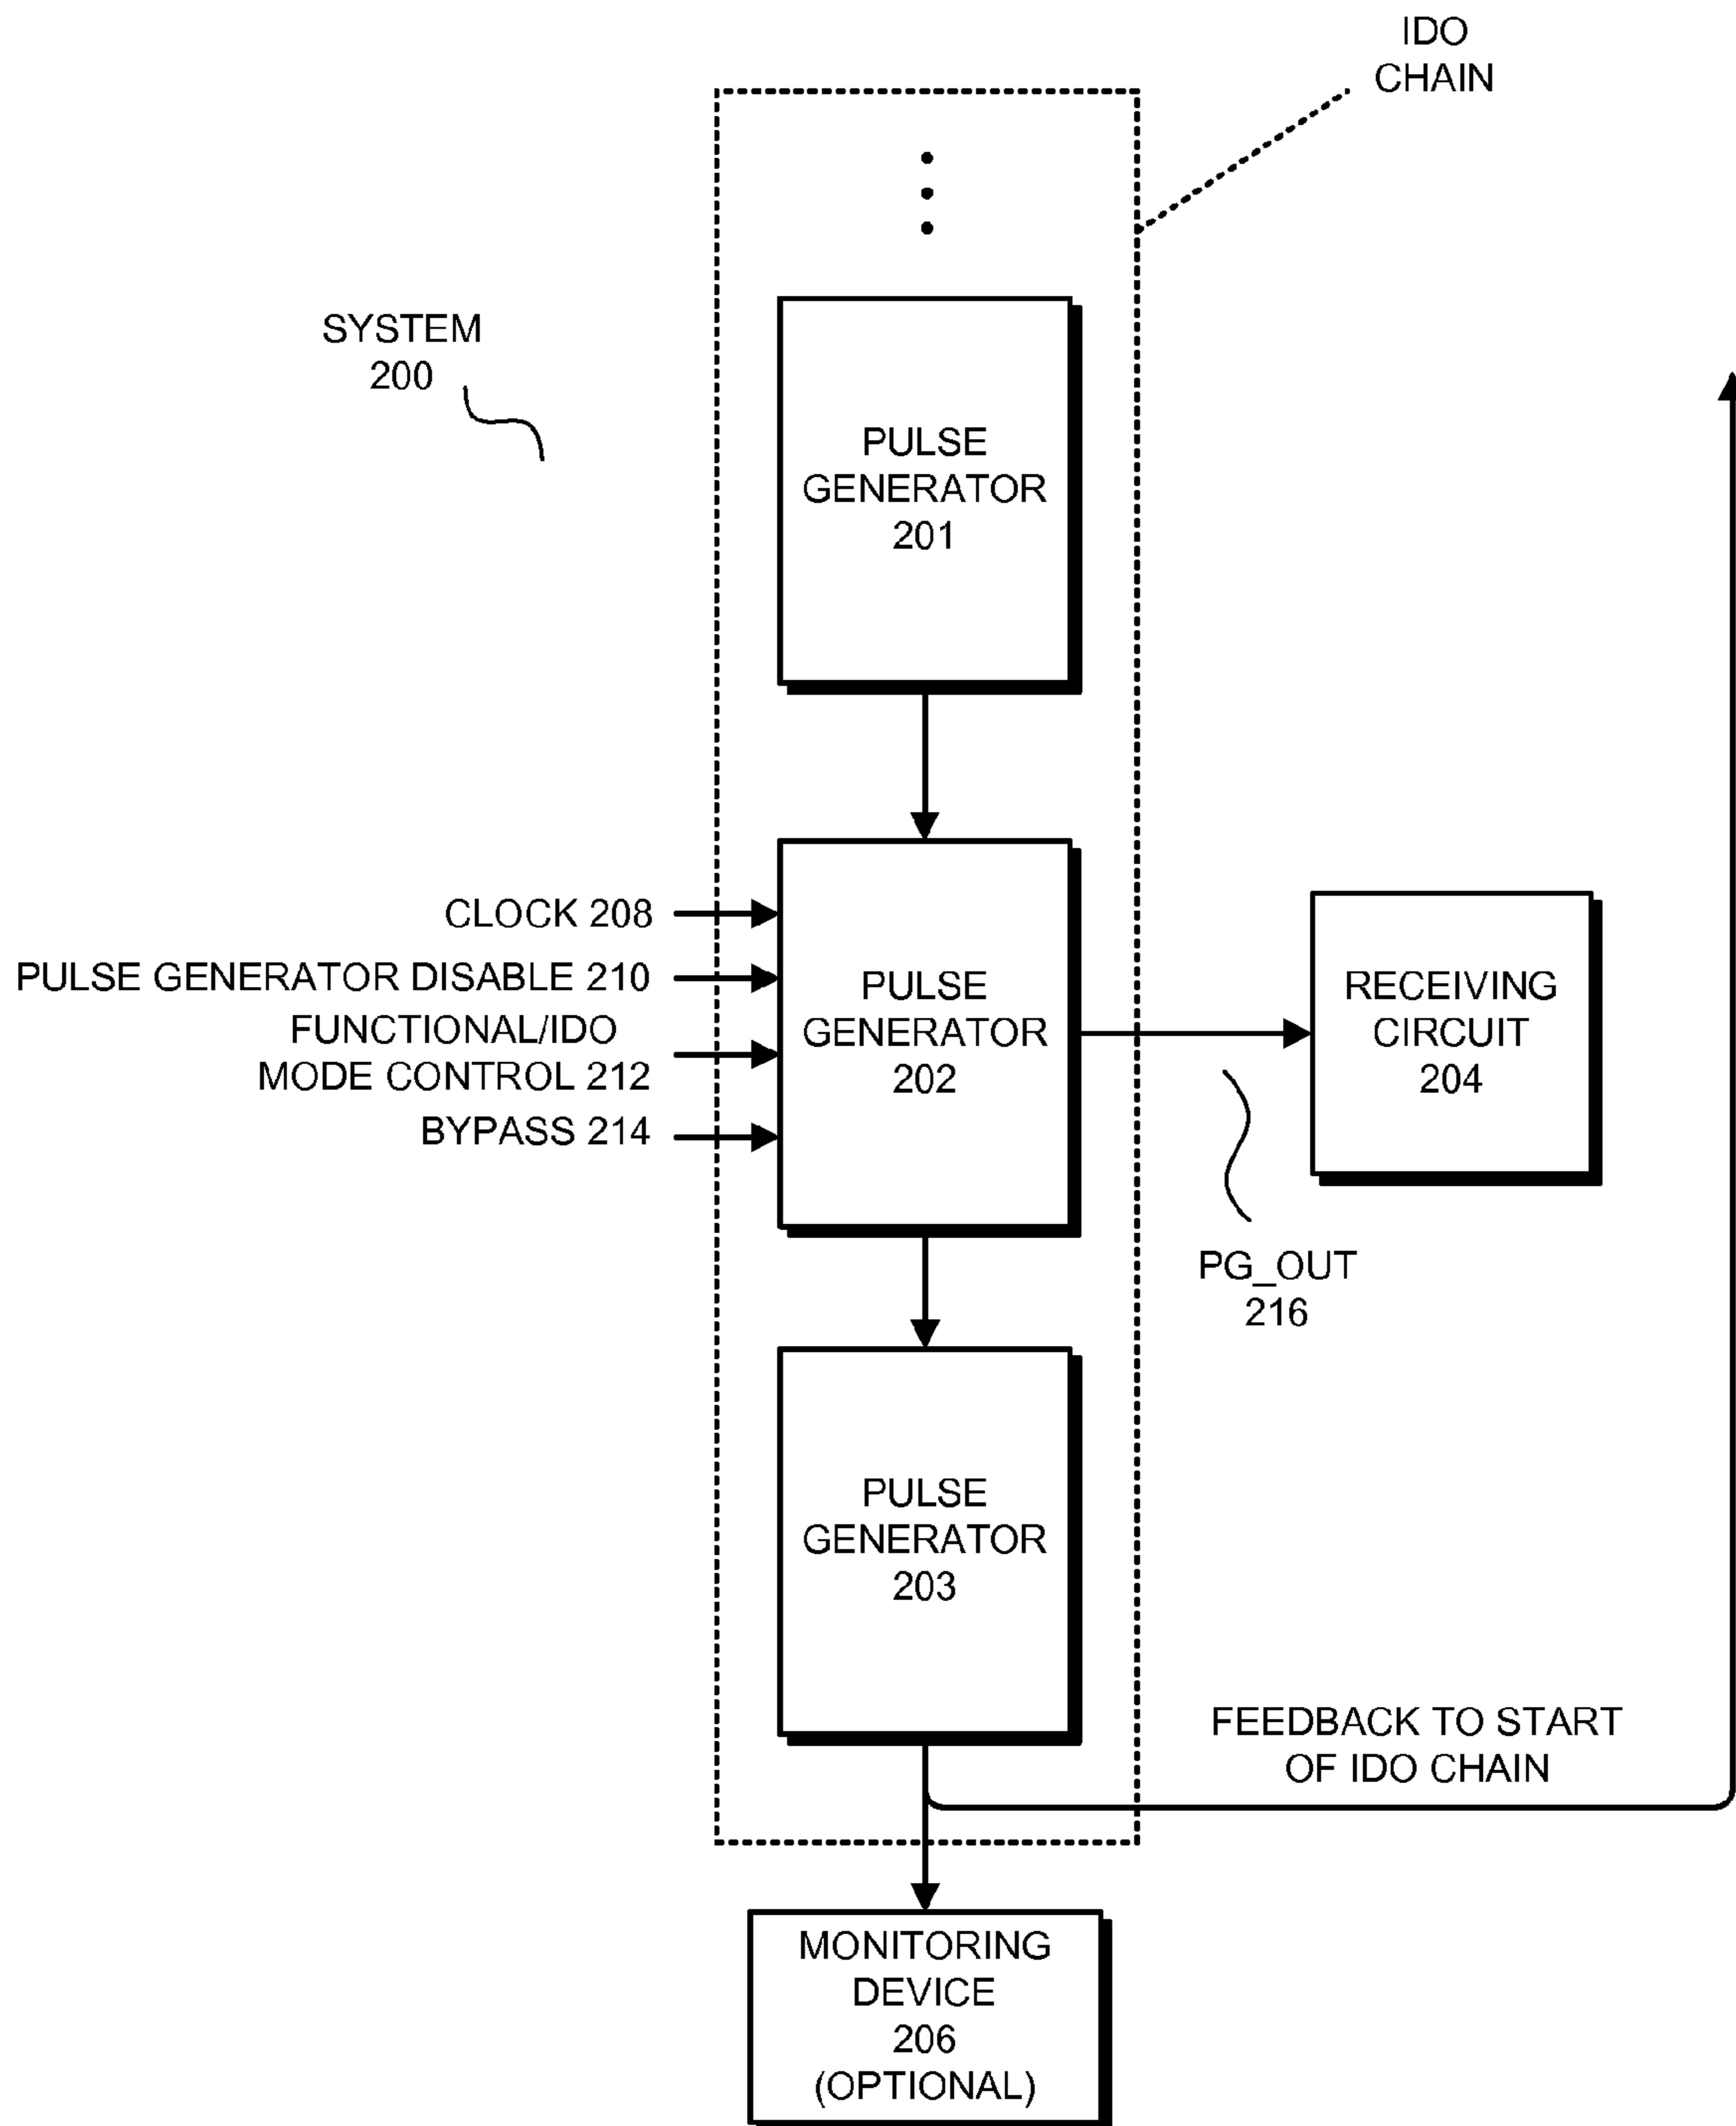 IDO
CHAIN
SYSTEM
200
PULSE
GENERATOR
201
CLOCK 208
PULSE GENERATOR DISABLE 210
FUNCTIONAL/IDO
MODE CONTROL 212
BYPASS 214
PULSE
GENERATOR
202
RECEIVING
CIRCUIT
204
PG_OUT
216
PULSE
GENERATOR
203
FEEDBACK TO START
OF IDO CHAIN
MONITORING
DEVICE
206
(OPTIONAL)